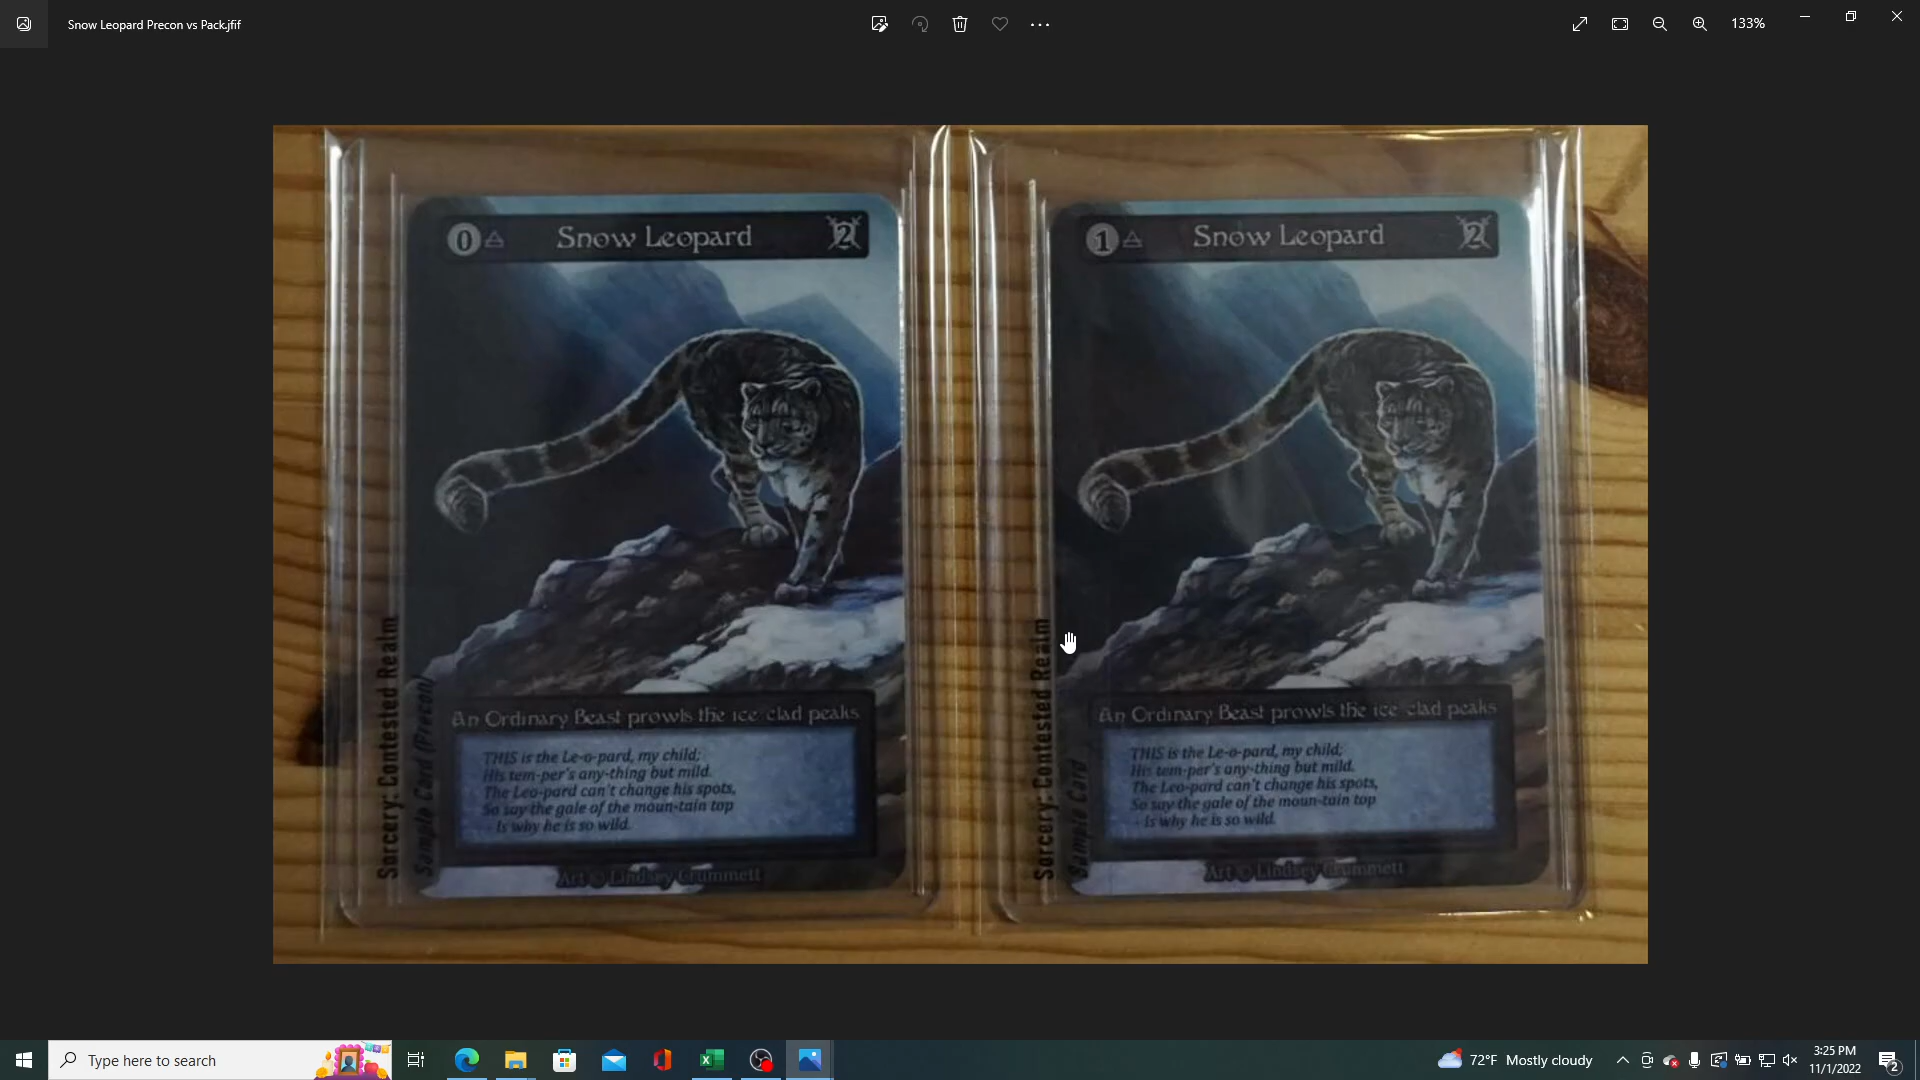 Snow Leopard Precon vs Pack.jfif
133%
0
Snow Leopard
2
Sorcery: Contested Realm
Sample Card (Precon)
An Ordinary Beast prowls the ice-clad peaks
THIS is the Le-o-pard, my child;
His tem-per's any-thing but mild.
The Leo-pard can't change his spots,
So say the gale of the moun-tain top
- Is why he is so wild.
Art © Lindsey Crummett
1
Snow Leopard
2
Sorcery: Contested Realm
Sample Card
An Ordinary Beast prowls the ice-clad peaks
THIS is the Le-o-pard, my child;
His tem-per's any-thing but mild.
The Leo-pard can't change his spots,
So say the gale of the moun-tain top
- Is why he is so wild.
Art © Lindsey Crummett
Type here to search
72°F Mostly cloudy
3:25 PM
11/1/2022
2